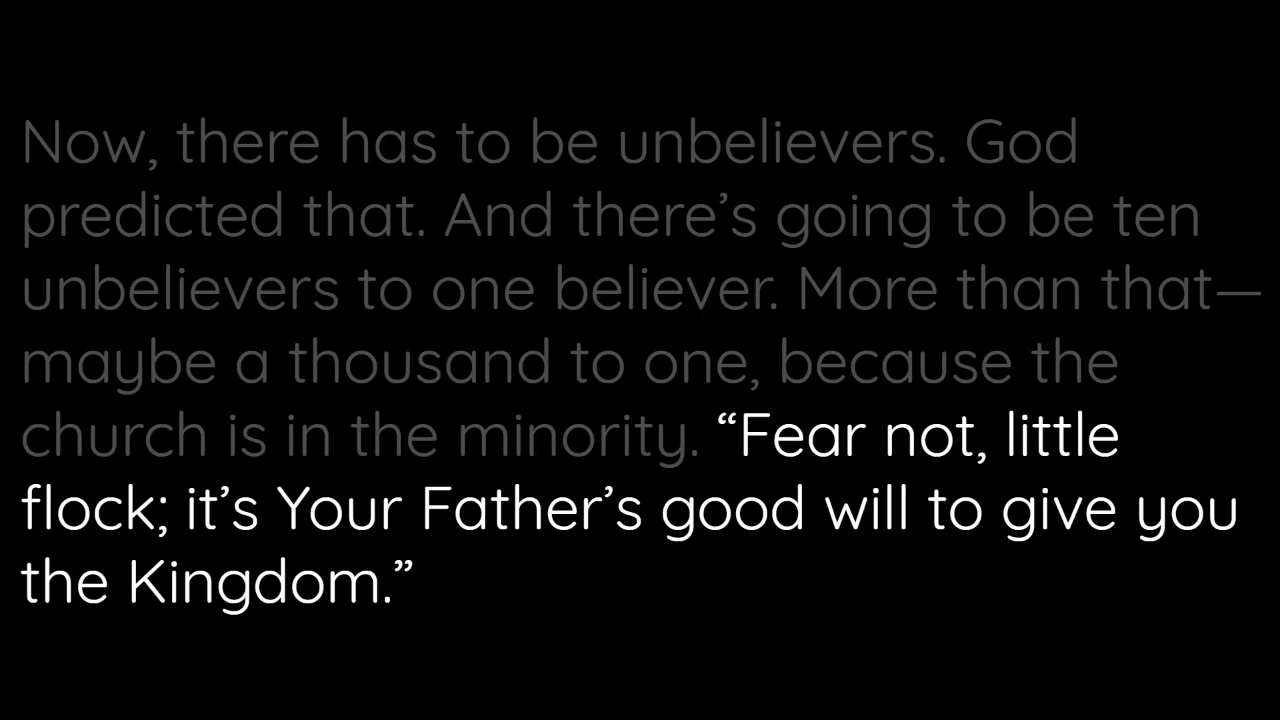 Now, there has to be unbelievers. God
predicted that. And there’s going to be ten
unbelievers to one believer. More than that—
maybe a thousand to one, because the
church is in the minority. “Fear not, little
flock; it’s Your Father’s good will to give you
the Kingdom.”